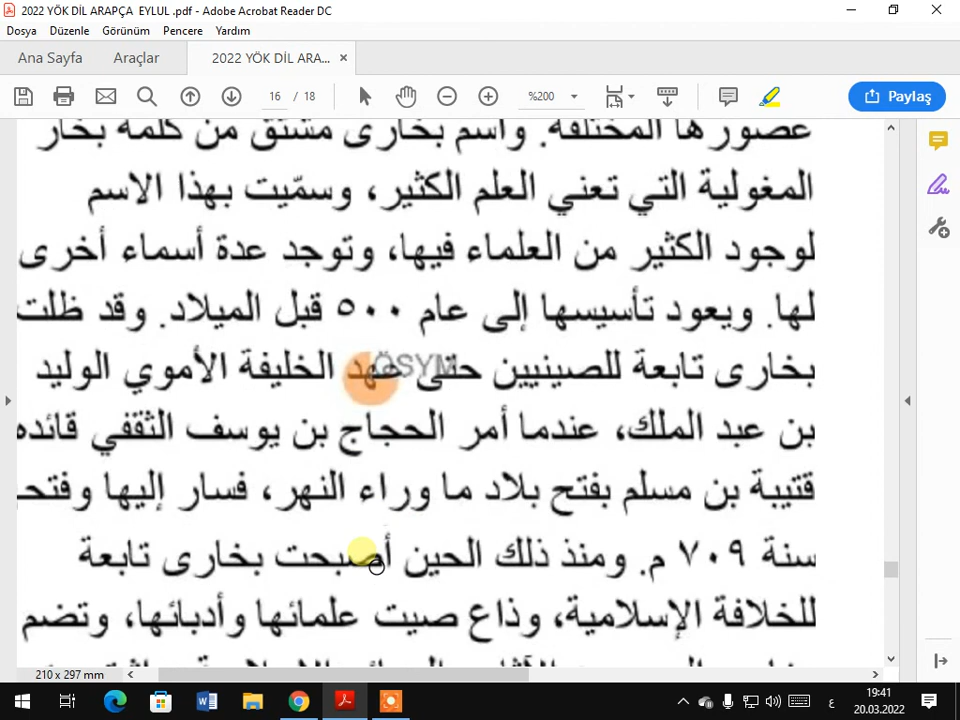 2022 YÖK DİL ARAPÇA EYLUL .pdf - Adobe Acrobat Reader DC
Dosya Düzenle Görünüm Pencere Yardım
Ana Sayfa Araçlar 2022 YÖK DİL ARA...
16 / 18 %200 Paylaş
عصورها المختلفة. واسم بخارى مشتق من كلمة بخار
المغولية التي تعني العلم الكثير، وسمّيت بهذا الاسم
لوجود الكثير من العلماء فيها، وتوجد عدة أسماء أخرى
لها. ويعود تأسيسها إلى عام ٥٠٠ قبل الميلاد. وقد ظلت
بخارى تابعة للصينيين حتى عهد الخليفة الأموي الوليد
ÖSYM
بن عبد الملك، عندما أمر الحجاج بن يوسف الثقفي قائده
قتيبة بن مسلم بفتح بلاد ما وراء النهر، فسار إليها وفتح
سنة ٧٠٩ م. ومنذ ذلك الحين أصبحت بخارى تابعة
للخلافة الإسلامية، وذاع صيت علمائها وأدبائها، وتضم
210 x 297 mm
ع 19:41
20.03.2022